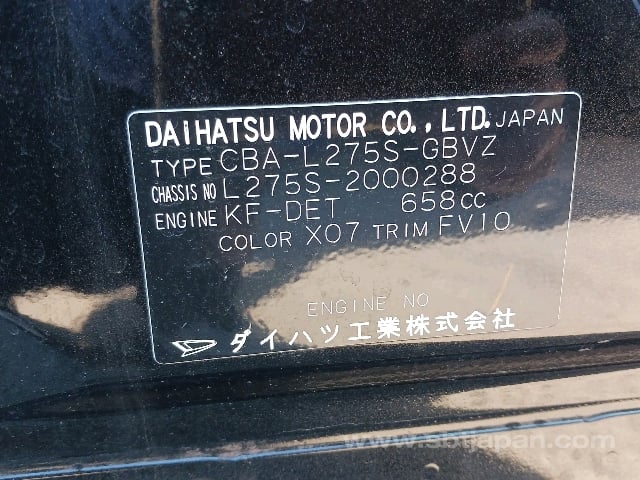 DAIHATSU MOTOR CO., LTD. JAPAN
TYPE CBA-L275S-GBVZ
CHASSIS NO L275S-2000288
ENGINE KF-DET 658cc
COLOR X07 TRIM FV10
ENGINE NO
ダイハツ工業株式会社
www.sbtjapan.com